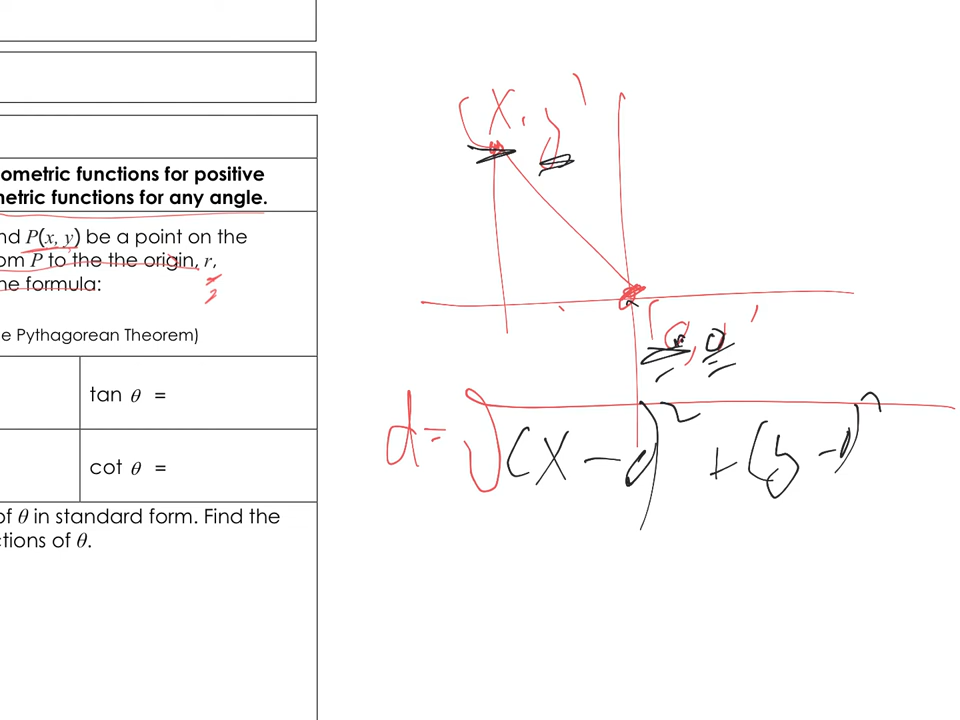 ometric functions for positive
metric functions for any angle.
nd P(x, y) be a point on the
om P to the the origin, r,
he formula:
e Pythagorean Theorem)
tan θ =
cot θ =
of θ in standard form. Find the
ctions of θ.
(x, y)
(0, 0)
d = √(x - 0)² + (y - 0)²